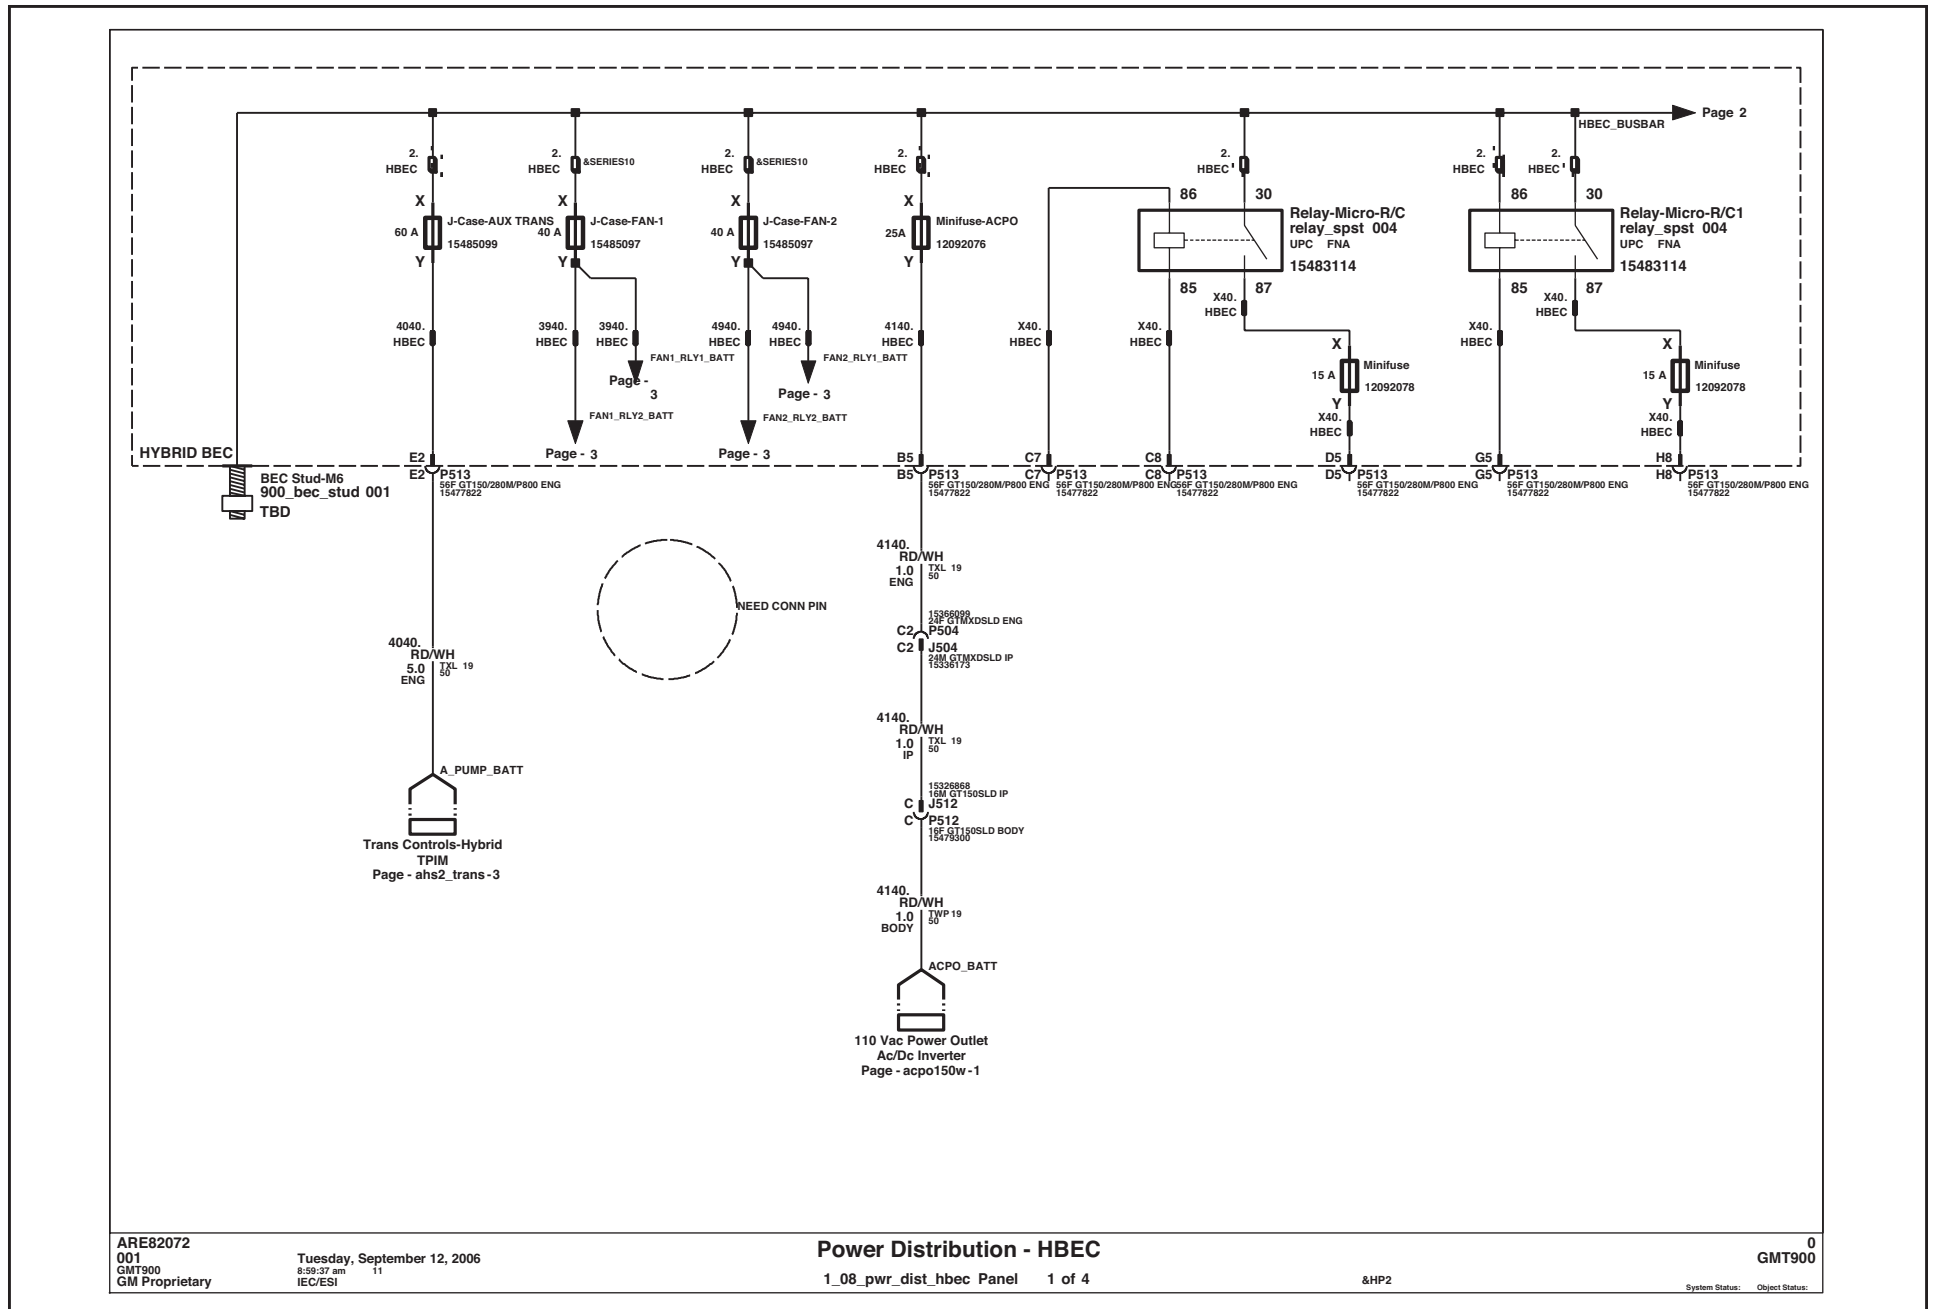 Page 2
HBEC_BUSBAR
2.
HBEC
2.
HBEC
&SERIES10
2.
HBEC
&SERIES10
2.
HBEC
2.
HBEC
2.
HBEC
2.
HBEC
X
J-Case-AUX TRANS
60 A
15485099
Y
X
J-Case-FAN-1
40 A
15485097
Y
X
J-Case-FAN-2
40 A
15485097
Y
X
Minifuse-ACPO
25A
12092076
Y
86
30
Relay-Micro-R/C
relay_spst 004
UPC FNA
15483114
85
87
86
30
Relay-Micro-R/C1
relay_spst 004
UPC FNA
15483114
85
87
4040.
HBEC
3940.
HBEC
3940.
HBEC
FAN1_RLY1_BATT
Page -
3
FAN1_RLY2_BATT
Page - 3
4940.
HBEC
4940.
HBEC
FAN2_RLY1_BATT
Page - 3
FAN2_RLY2_BATT
Page - 3
4140.
HBEC
X40.
HBEC
X40.
HBEC
X40.
HBEC
X
Minifuse
15 A
12092078
Y
X40.
HBEC
X40.
HBEC
X40.
HBEC
X
Minifuse
15 A
12092078
Y
X40.
HBEC
HYBRID BEC
BEC Stud-M6
900_bec_stud 001
TBD
E2
E2 P513
56F GT150/280M/P800 ENG
15477822
B5
B5 P513
56F GT150/280M/P800 ENG
15477822
C7
C7 P513
56F GT150/280M/P800 ENG
15477822
C8
C8 P513
56F GT150/280M/P800 ENG
15477822
D5
D5 P513
56F GT150/280M/P800 ENG
15477822
G5
G5 P513
56F GT150/280M/P800 ENG
15477822
H8
H8 P513
56F GT150/280M/P800 ENG
15477822
NEED CONN PIN
4040.
RD/WH
5.0 TXL 19
ENG 50
A_PUMP_BATT
Trans Controls-Hybrid
TPIM
Page - ahs2_trans-3
4140.
RD/WH
1.0 TXL 19
ENG 50
15366099
24F GTMXDSLD ENG
C2 P504
C2 J504
24M GTMXDSLD IP
15336173
4140.
RD/WH
1.0 TXL 19
IP 50
15326868
16M GT150SLD IP
C J512
C P512
16F GT150SLD BODY
15479300
4140.
RD/WH
1.0 TWP 19
BODY 50
ACPO_BATT
110 Vac Power Outlet
Ac/Dc Inverter
Page - acpo150w-1
ARE82072
001
GMT900
GM Proprietary
Tuesday, September 12, 2006
8:59:37 am 11
IEC/ESI
Power Distribution - HBEC
1_08_pwr_dist_hbec Panel 1 of 4
&HP2
0
GMT900
System Status: Object Status: